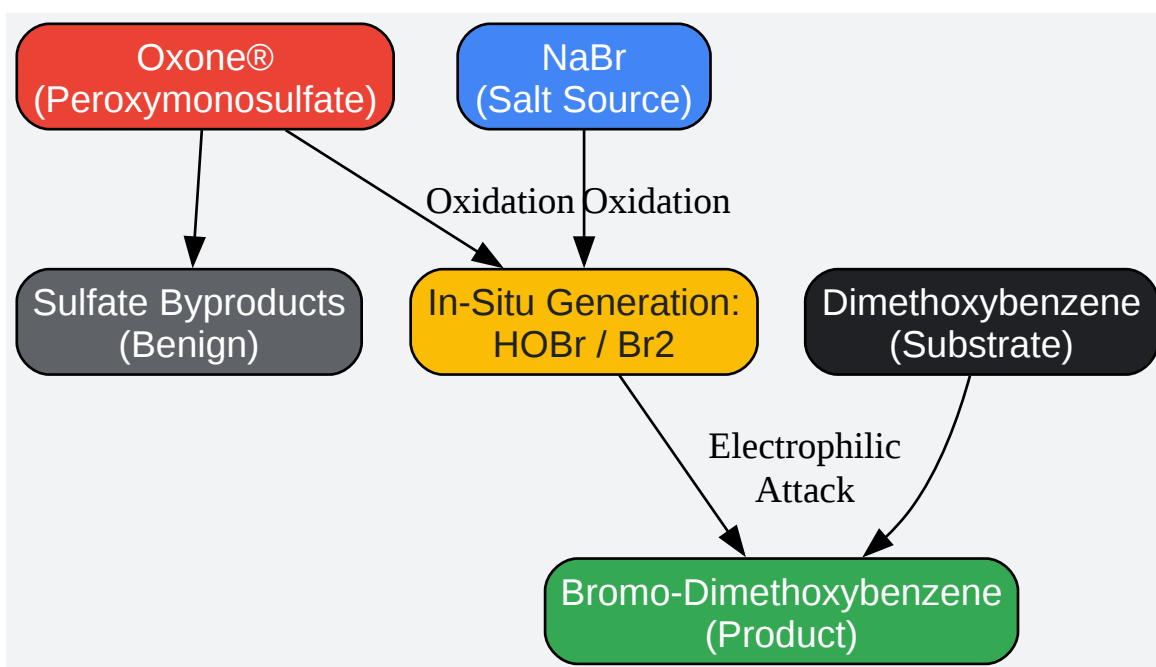 Oxone®
(Peroxymonosulfate)
NaBr
(Salt Source)
Oxidation
Oxidation
Sulfate Byproducts
(Benign)
In-Situ Generation:
HOBr / Br2
Dimethoxybenzene
(Substrate)
Electrophilic
Attack
Bromo-Dimethoxybenzene
(Product)